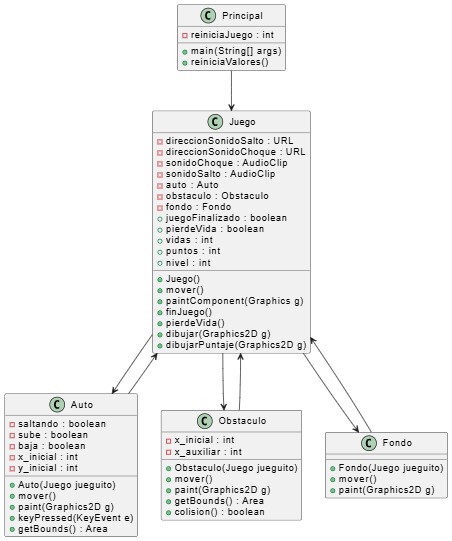 C Principal
reiniciaJuego : int
main(String[] args)
reiniciaValores()
C Juego
direccionSonidoSalto : URL
direccionSonidoChoque : URL
sonidoChoque : AudioClip
sonidoSalto : AudioClip
auto : Auto
obstaculo : Obstaculo
fondo : Fondo
juegoFinalizado : boolean
pierdeVida : boolean
vidas : int
puntos : int
nivel : int
Juego()
mover()
paintComponent(Graphics g)
finJuego()
pierdeVida()
dibujar(Graphics2D g)
dibujarPuntaje(Graphics2D g)
C Auto
saltando : boolean
sube : boolean
baja : boolean
x_inicial : int
y_inicial : int
Auto(Juego jueguito)
mover()
paint(Graphics2D g)
keyPressed(KeyEvent e)
getBounds() : Area
C Obstaculo
x_inicial : int
x_auxiliar : int
Obstaculo(Juego jueguito)
mover()
paint(Graphics2D g)
getBounds() : Area
colision() : boolean
C Fondo
Fondo(Juego jueguito)
mover()
paint(Graphics2D g)